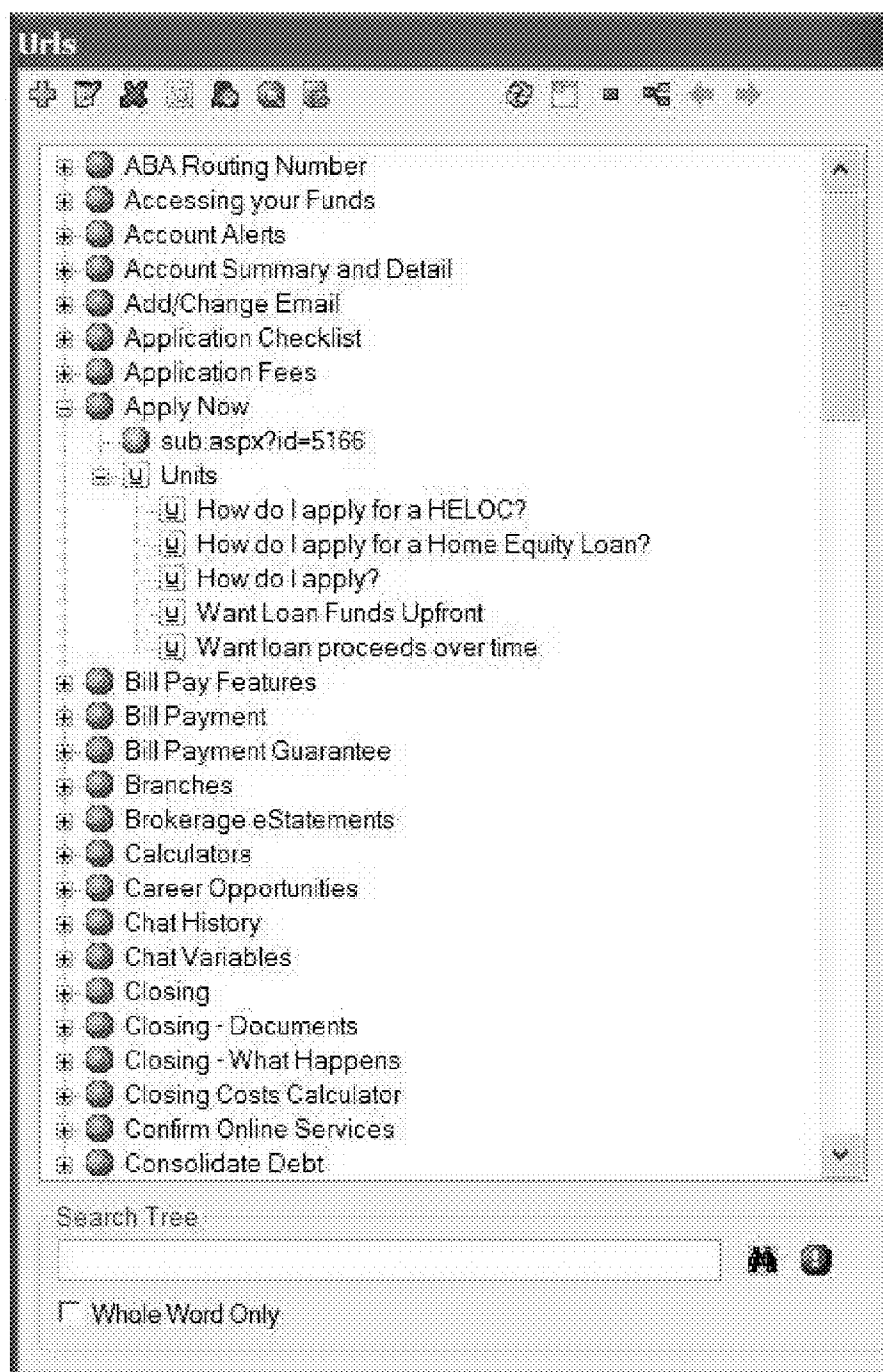 Urls
ABA Routing Number
Accessing your Funds
Account Alerts
Account Summary and Detail
Add/Change Email
Application Checklist
Application Fees
Apply Now
sub.aspx?id=5166
u Units
u How do I apply for a HELOC?
u How do I apply for a Home Equity Loan?
u How do I apply?
u Want Loan Funds Upfront
u Want loan proceeds over time
Bill Pay Features
Bill Payment
Bill Payment Guarantee
Branches
Brokerage eStatements
Calculators
Career Opportunities
Chat History
Chat Variables
Closing
Closing - Documents
Closing - What Happens
Closing Costs Calculator
Confirm Online Services
Consolidate Debt
Search Tree
Whole Word Only